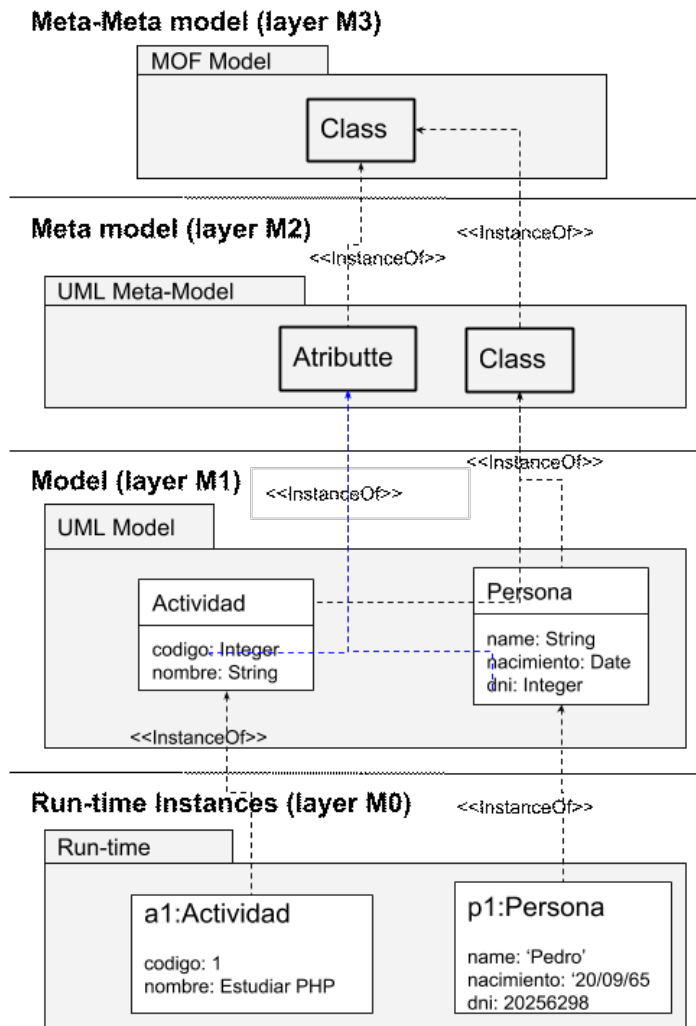 Meta-Meta model (layer M3)
MOF Model
Class
Meta model (layer M2)
<<InstanceOf>>
<<InstanceOf>>
UML Meta-Model
Atributte
Class
<<InstanceOf>>
Model (layer M1)
<<InstanceOf>>
UML Model
Actividad
codigo: Integer
nombre: String
Persona
name: String
nacimiento: Date
dni: Integer
<<InstanceOf>>
Run-time Instances (layer M0)
<<InstanceOf>>
Run-time
a1:Actividad
codigo: 1
nombre: Estudiar PHP
p1:Persona
name: ‘Pedro’
nacimiento: ‘20/09/65
dni: 20256298